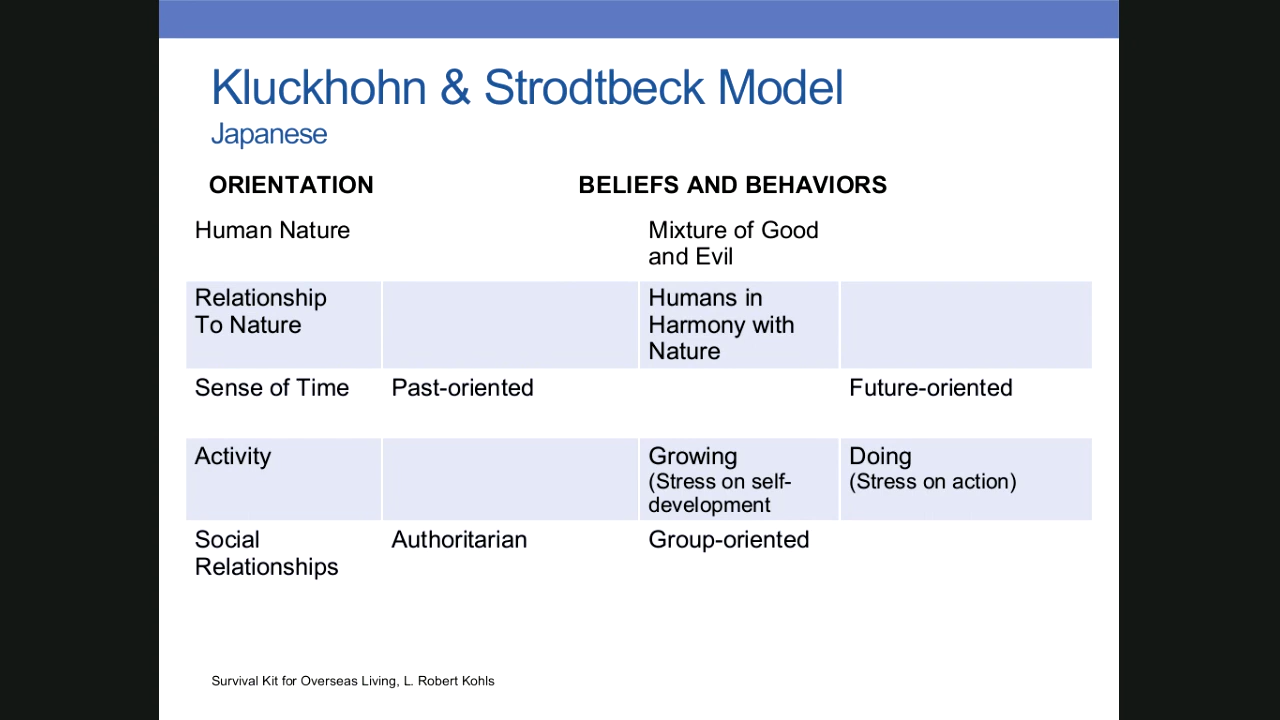 Kluckhohn & Strodtbeck Model
Japanese
ORIENTATION BELIEFS AND BEHAVIORS
Human Nature
Mixture of Good
and Evil
Relationship
To Nature
Humans in
Harmony with
Nature
Sense of Time
Past-oriented
Future-oriented
Activity
Growing
(Stress on self-
development
Doing
(Stress on action)
Social
Relationships
Authoritarian
Group-oriented
Survival Kit for Overseas Living, L. Robert Kohls